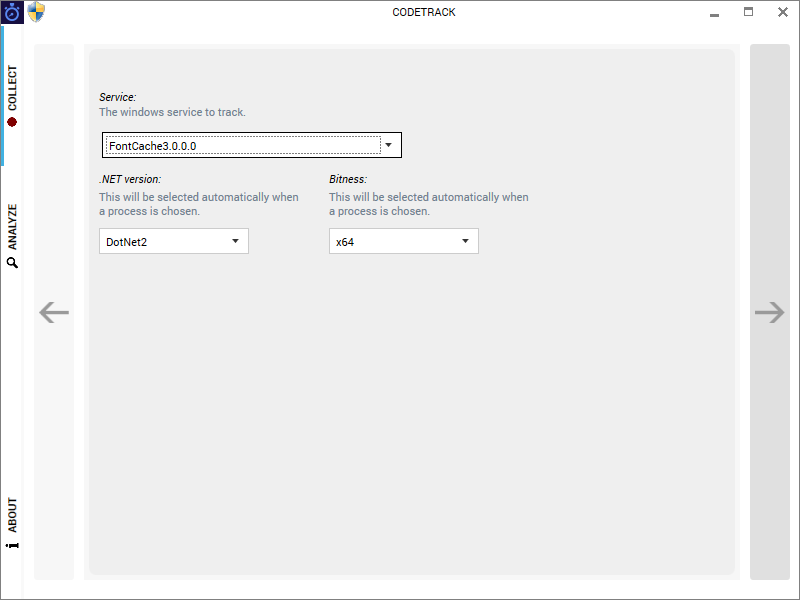 CODETRACK
COLLECT
ANALYZE
ABOUT
Service:
The windows service to track.
FontCache3.0.0.0
.NET version:
This will be selected automatically when
a process is chosen.
DotNet2
Bitness:
This will be selected automatically when
a process is chosen.
x64